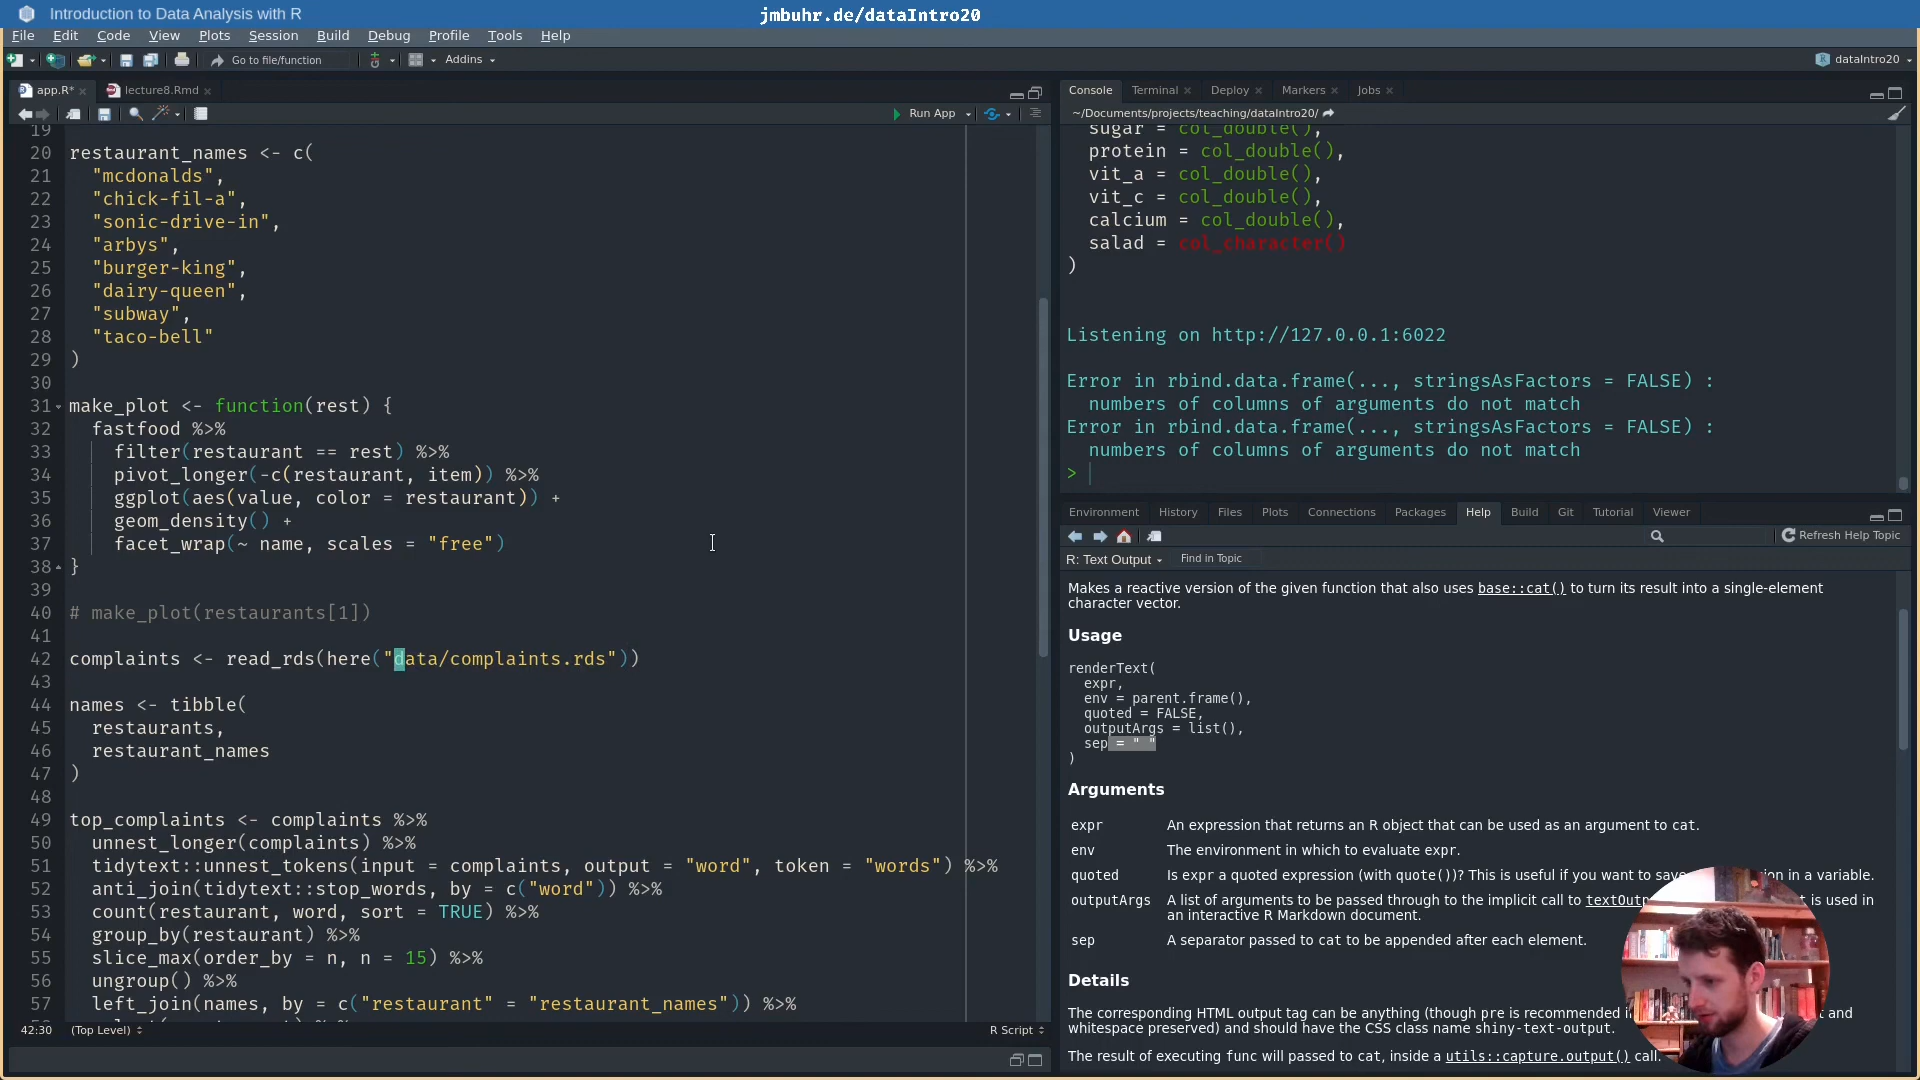 Introduction to Data Analysis with R
jmbuhr.de/dataIntro20
File Edit Code View Plots Session Build Debug Profile Tools Help
Go to file/function
Addins
dataIntro20
app.R*
lecture8.Rmd
Run App
19
20 restaurant_names <- c(
21 "mcdonalds",
22 "chick-fil-a",
23 "sonic-drive-in",
24 "arbys",
25 "burger-king",
26 "dairy-queen",
27 "subway",
28 "taco-bell"
29 )
30
31 make_plot <- function(rest) {
32 fastfood %>%
33 filter(restaurant == rest) %>%
34 pivot_longer(-c(restaurant, item)) %>%
35 ggplot(aes(value, color = restaurant)) +
36 geom_density() +
37 facet_wrap(~ name, scales = "free")
38 }
39
40 # make_plot(restaurants[1])
41
42 complaints <- read_rds(here("data/complaints.rds"))
43
44 names <- tibble(
45 restaurants,
46 restaurant_names
47 )
48
49 top_complaints <- complaints %>%
50 unnest_longer(complaints) %>%
51 tidytext::unnest_tokens(input = complaints, output = "word", token = "words") %>%
52 anti_join(tidytext::stop_words, by = c("word")) %>%
53 count(restaurant, word, sort = TRUE) %>%
54 group_by(restaurant) %>%
55 slice_max(order_by = n, n = 15) %>%
56 ungroup() %>%
57 left_join(names, by = c("restaurant" = "restaurant_names")) %>%
42:30 (Top Level) R Script
Console Terminal Deploy Markers Jobs
~/Documents/projects/teaching/dataIntro20/
sugar = col_double(),
protein = col_double(),
vit_a = col_double(),
vit_c = col_double(),
calcium = col_double(),
salad = col_character()
)
Listening on http://127.0.0.1:6022
Error in rbind.data.frame(..., stringsAsFactors = FALSE) :
numbers of columns of arguments do not match
Error in rbind.data.frame(..., stringsAsFactors = FALSE) :
numbers of columns of arguments do not match
>
Environment History Files Plots Connections Packages Help Build Git Tutorial Viewer
Refresh Help Topic
R: Text Output
Find in Topic
Makes a reactive version of the given function that also uses base::cat() to turn its result into a single-element
character vector.
Usage
renderText(
expr,
env = parent.frame(),
quoted = FALSE,
outputArgs = list(),
sep = " "
)
Arguments
expr An expression that returns an R object that can be used as an argument to cat.
env The environment in which to evaluate expr.
quoted Is expr a quoted expression (with quote())? This is useful if you want to save ion in a variable.
outputArgs A list of arguments to be passed through to the implicit call to is used in
an interactive R Markdown document.
sep A separator passed to cat to be appended after each element.
Details
The corresponding HTML output tag can be anything (though pre is recommended and
whitespace preserved) and should have the CSS class name shiny-text-output.
The result of executing func will passed to cat, inside a utils::capture.output() call.